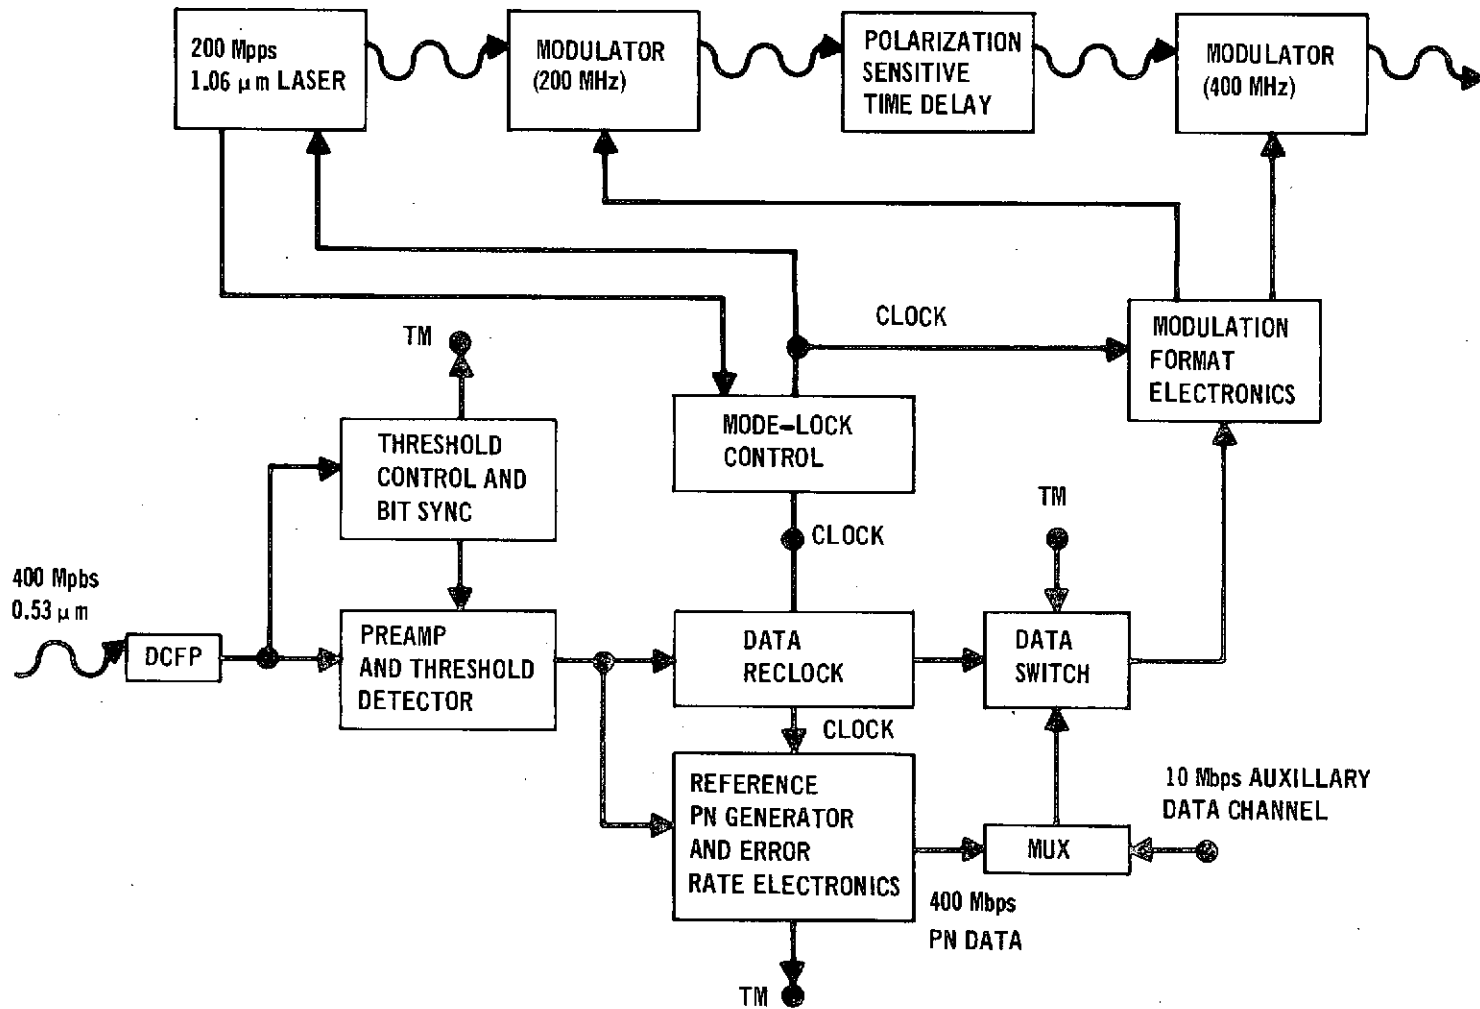 200 Mpps
1.06 μm LASER
MODULATOR
(200 MHz)
POLARIZATION
SENSITIVE
TIME DELAY
MODULATOR
(400 MHz)
CLOCK
MODULATION
FORMAT
ELECTRONICS
TM
MODE-LOCK
CONTROL
THRESHOLD
CONTROL AND
BIT SYNC
TM
CLOCK
400 Mpbs
0.53 μm
DCFP
PREAMP
AND THRESHOLD
DETECTOR
DATA
RECLOCK
DATA
SWITCH
CLOCK
REFERENCE
PN GENERATOR
AND ERROR
RATE ELECTRONICS
10 Mbps AUXILLARY
DATA CHANNEL
MUX
400 Mbps
PN DATA
TM